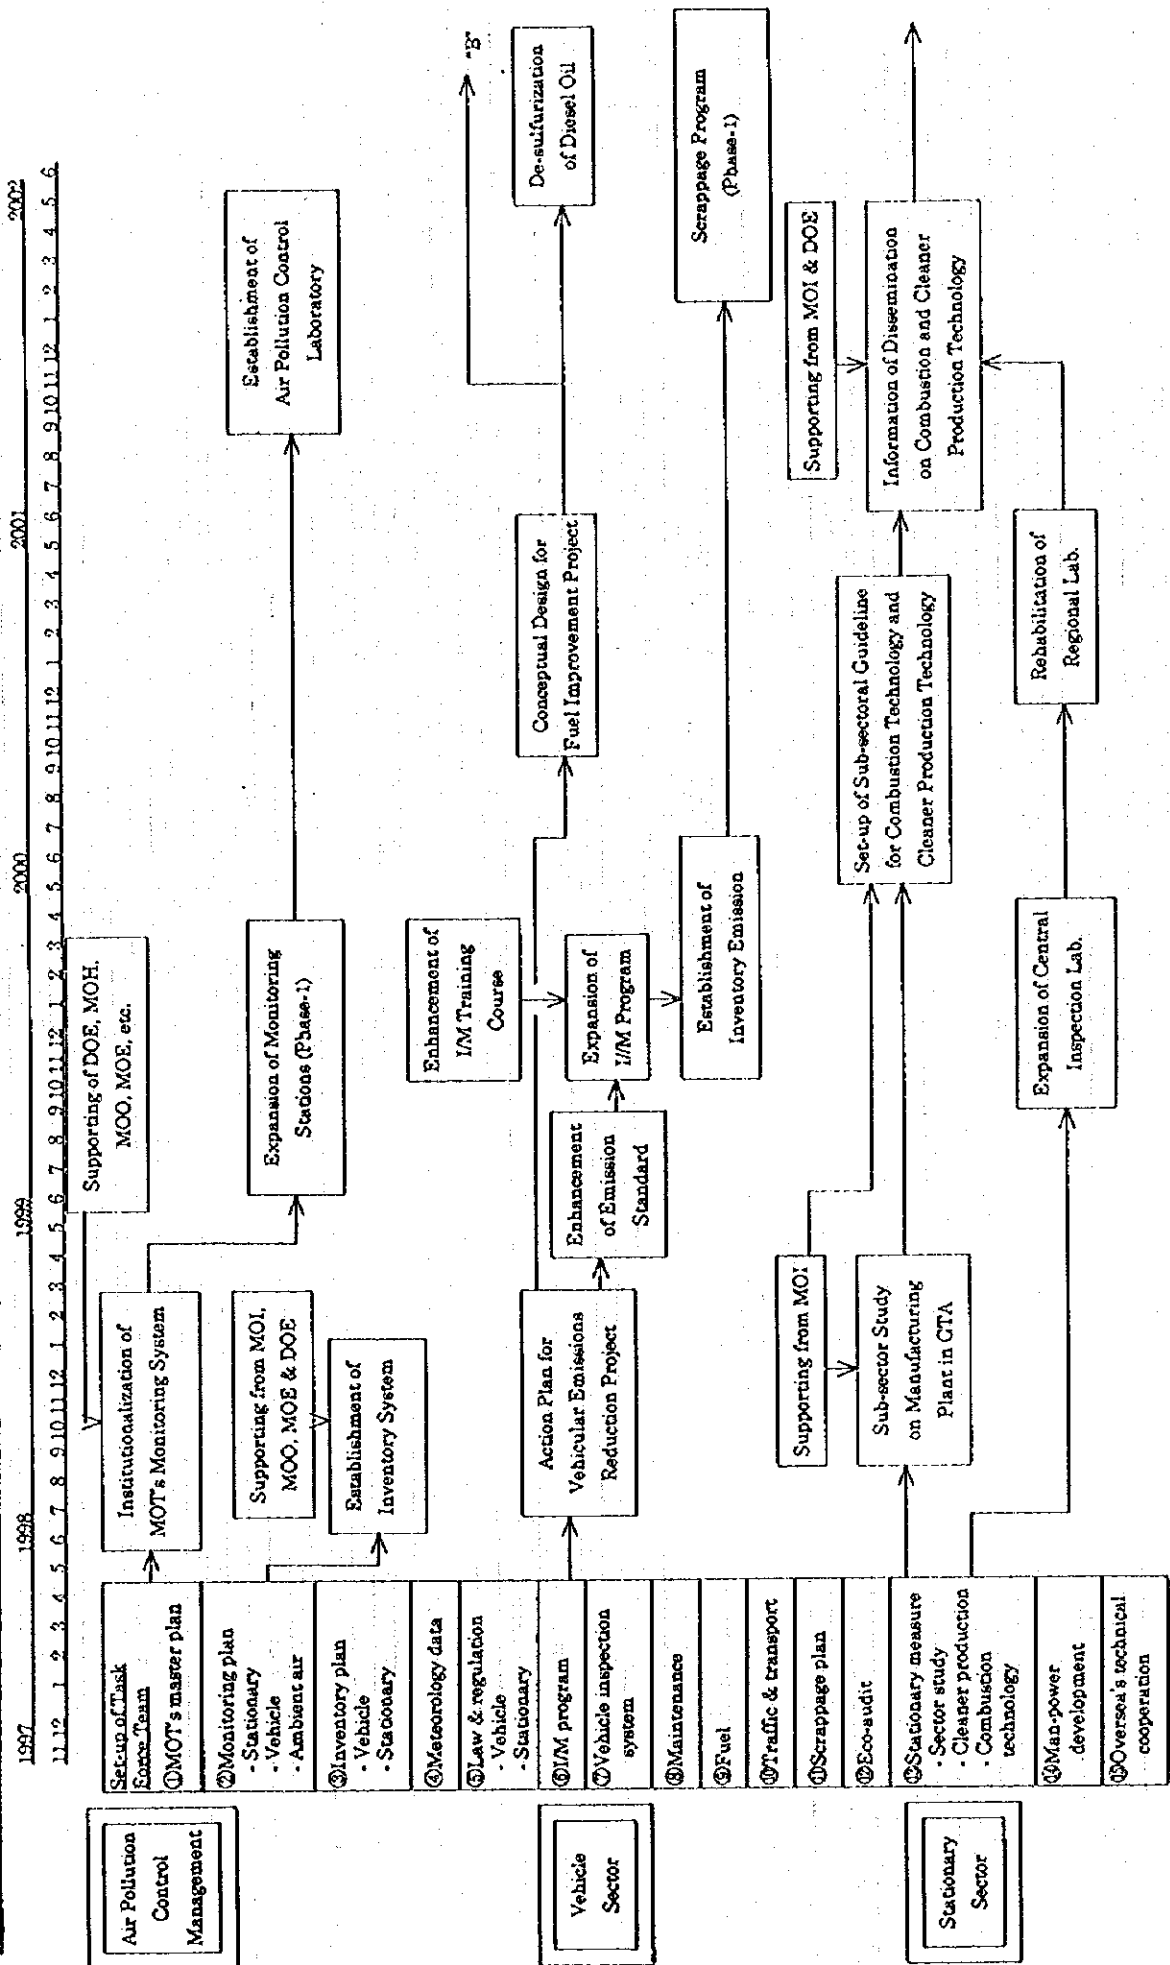 1997
1998
1999
2000
2001
2002
11 12 1 2 3 4 5 6 7 8 9 10 11 12 1 2 3 4 5 6 7 8 9 10 11 12 1 2 3 4 5 6 7 8 9 10 11 12 1 2 3 4 5 6 7 8 9 10 11 12 1 2 3 4 5 6
Air Pollution
Control
Management
Set-up of Task
Force Team
①MOT's master plan
②Monitoring plan
- Stationary
- Vehicle
- Ambient air
③Inventory plan
- Vehicle
- Stationary
④Meteorology data
⑤Law & regulation
- Vehicle
- Stationary
⑥I/M program
⑦Vehicle inspection
system
⑧Maintenance
⑨Fuel
⑩Traffic & transport
⑪Scrappage plan
⑫Eco-audit
⑬Stationary measure
- Sector study
- Cleaner production
- Combustion
technology
⑭Man-power
development
⑮Oversea's technical
cooperation
Supporting of DOE, MOH,
MOO, MOE, etc.
Institutionalization of
MOT's Monitoring System
Supporting from MOI,
MOO, MOE & DOE
Establishment of
Inventory System
Expansion of Monitoring
Stations (Phase-1)
Establishment of
Air Pollution Control
Laboratory
Vehicle
Sector
Action Plan for
Vehicular Emissions
Reduction Project
Enhancement
of Emission
Standard
Enhancement of
I/M Training
Course
Expansion of
I//M Program
Establishment of
Inventory Emission
Conceptual Design for
Fuel Improvement Project
"B"
De-sulfurization
of Diesel Oil
Scrappage Program
(Phase-1)
Stationary
Sector
Supporting from MOI
Sub-sector Study
on Manufacturing
Plant in GTA
Set-up of Sub-sectoral Guideline
for Combustion Technology and
Cleaner Production Technology
Supporting from MOI & DOE
Information of Dissemination
on Combustion and Cleaner
Production Technology
Expansion of Central
Inspection Lab.
Rehabilitation of
Regional Lab.